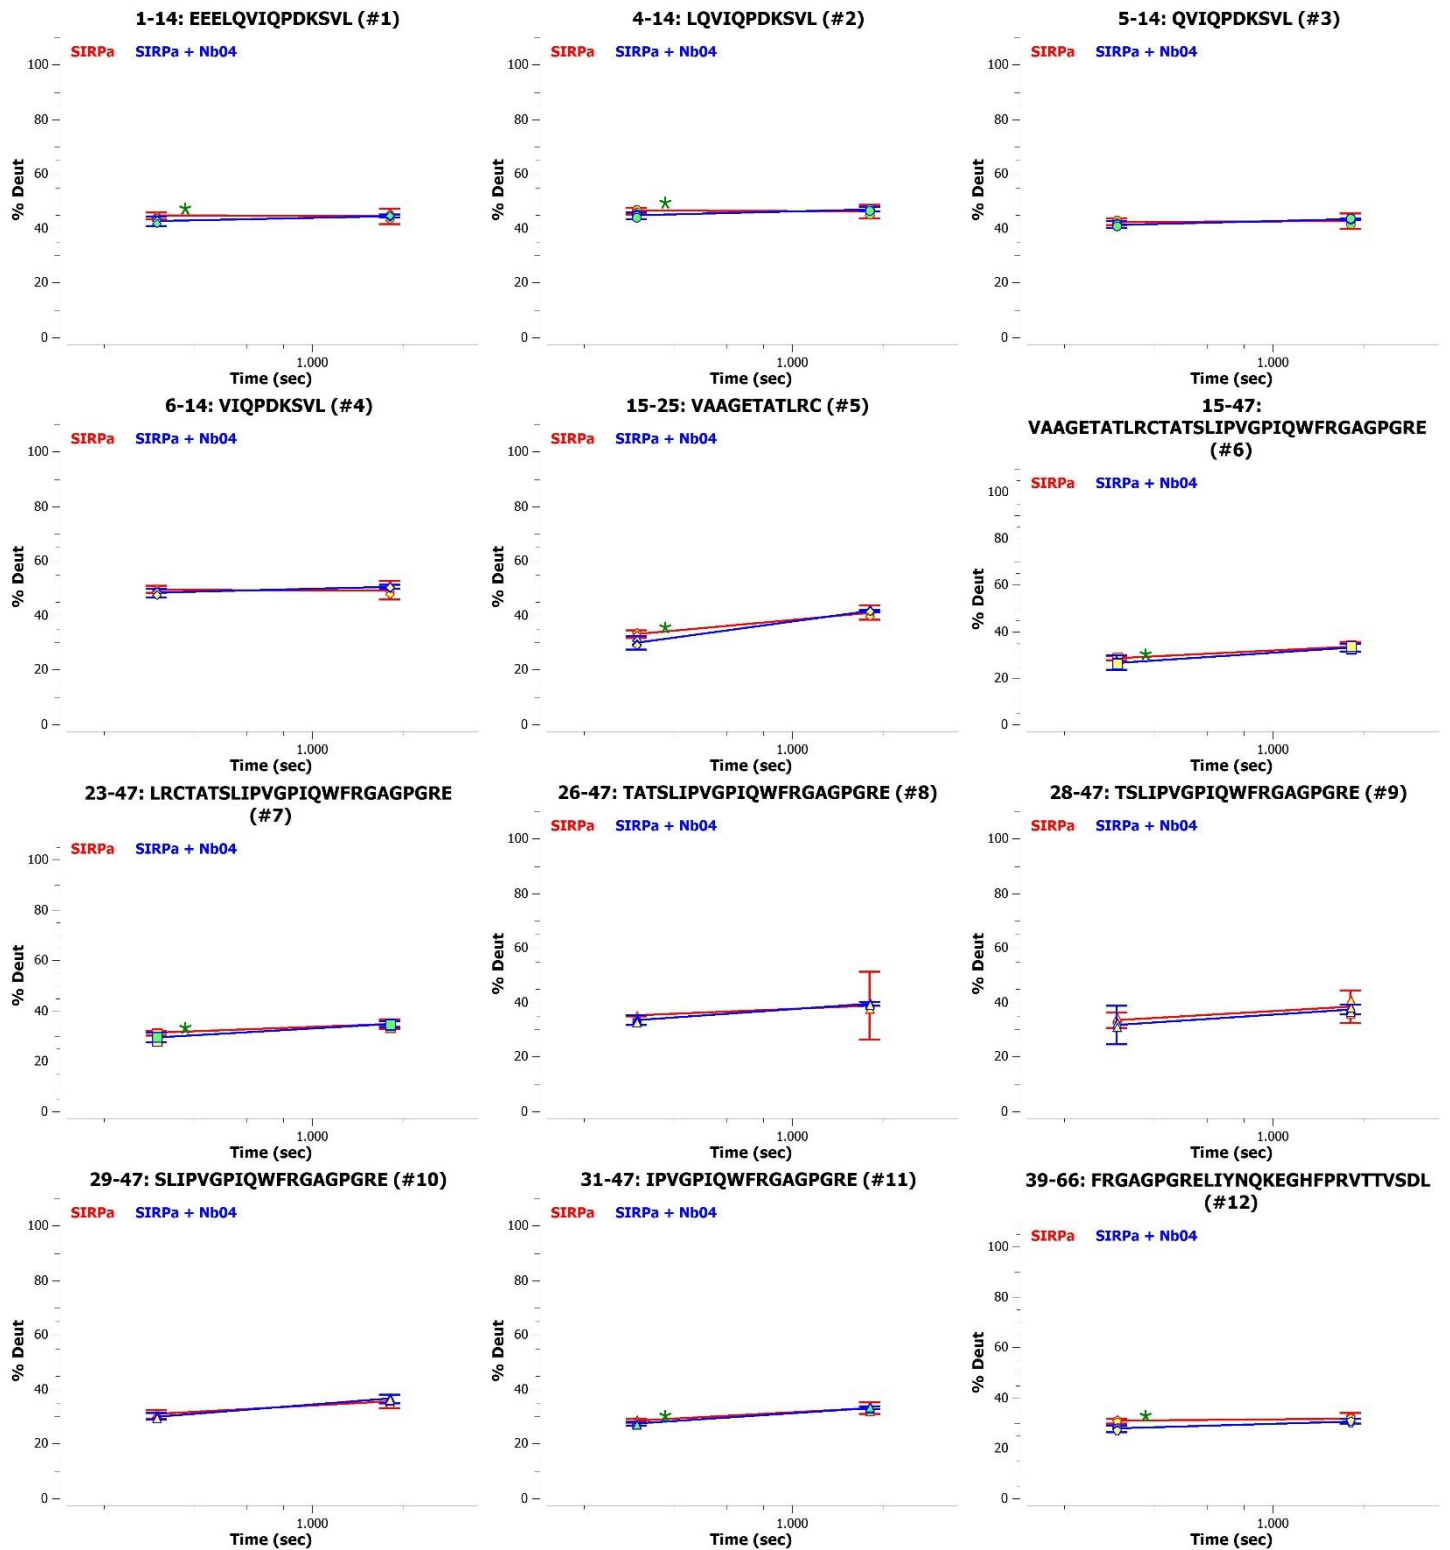 1-14: EEELQVIQPDKSVL (#1)
SIRPa SIRPa + Nb04
100
80
60
40
20
0
% Deut
1.000
Time (sec)
4-14: LQVIQPDKSVL (#2)
SIRPa SIRPa + Nb04
100
80
60
40
20
0
% Deut
1.000
Time (sec)
5-14: QVIQPDKSVL (#3)
SIRPa SIRPa + Nb04
100
80
60
40
20
0
% Deut
1.000
Time (sec)
6-14: VIQPDKSVL (#4)
SIRPa SIRPa + Nb04
100
80
60
40
20
0
% Deut
1.000
Time (sec)
15-25: VAAGETATLRC (#5)
SIRPa SIRPa + Nb04
100
80
60
40
20
0
% Deut
1.000
Time (sec)
15-47:
VAAGETATLRCTATSLIPVGPIQWFRGAGPGRE
(#6)
SIRPa SIRPa + Nb04
100
80
60
40
20
0
% Deut
1.000
Time (sec)
23-47: LRCTATSLIPVGPIQWFRGAGPGRE
(#7)
SIRPa SIRPa + Nb04
100
80
60
40
20
0
% Deut
1.000
Time (sec)
26-47: TATSLIPVGPIQWFRGAGPGRE (#8)
SIRPa SIRPa + Nb04
100
80
60
40
20
0
% Deut
1.000
Time (sec)
28-47: TSLIPVGPIQWFRGAGPGRE (#9)
SIRPa SIRPa + Nb04
100
80
60
40
20
0
% Deut
1.000
Time (sec)
29-47: SLIPVGPIQWFRGAGPGRE (#10)
SIRPa SIRPa + Nb04
100
80
60
40
20
0
% Deut
1.000
Time (sec)
31-47: IPVGPIQWFRGAGPGRE (#11)
SIRPa SIRPa + Nb04
100
80
60
40
20
0
% Deut
1.000
Time (sec)
39-66: FRGAGPGRELIYNQKEGHFPRVTTVSDL
(#12)
SIRPa SIRPa + Nb04
100
80
60
40
20
0
% Deut
1.000
Time (sec)